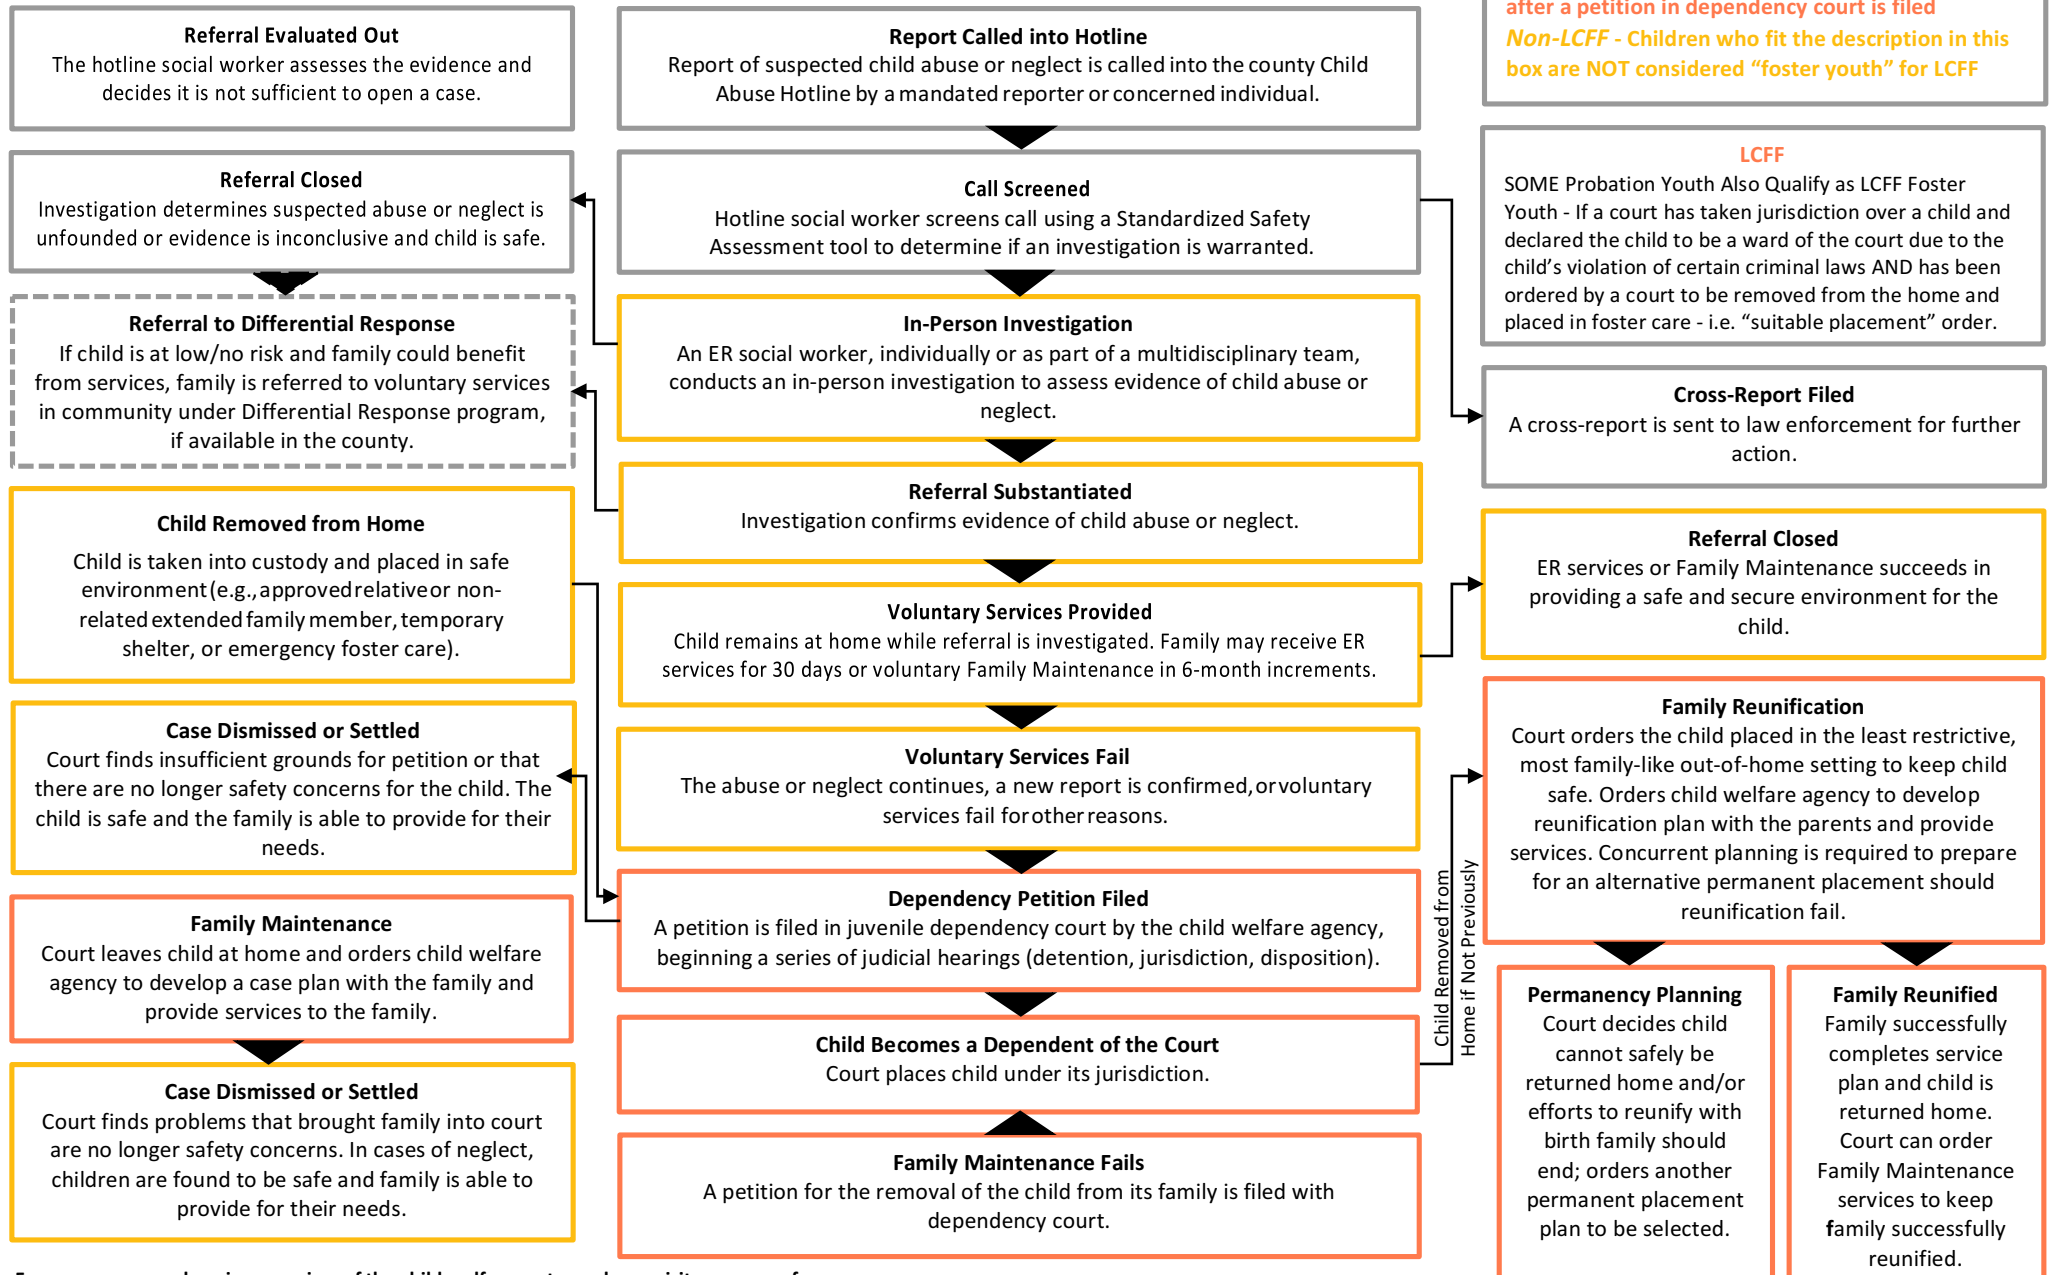 Referral Evaluated Out
The hotline social worker assesses the evidence and
decides it is not sufficient to open a case.
Report Called into Hotline
Report of suspected child abuse or neglect is called into the county Child
Abuse Hotline by a mandated reporter or concerned individual.
after a petition in dependency court is filed
Non-LCFF - Children who fit the description in this
box are NOT considered “foster youth” for LCFF
Referral Closed
Investigation determines suspected abuse or neglect is
unfounded or evidence is inconclusive and child is safe.
Call Screened
Hotline social worker screens call using a Standardized Safety
Assessment tool to determine if an investigation is warranted.
LCFF
SOME Probation Youth Also Qualify as LCFF Foster
Youth - If a court has taken jurisdiction over a child and
declared the child to be a ward of the court due to the
child’s violation of certain criminal laws AND has been
ordered by a court to be removed from the home and
placed in foster care - i.e. “suitable placement” order.
Referral to Differential Response
If child is at low/no risk and family could benefit
from services, family is referred to voluntary services
in community under Differential Response program,
if available in the county.
In-Person Investigation
An ER social worker, individually or as part of a multidisciplinary team,
conducts an in-person investigation to assess evidence of child abuse or
neglect.
Cross-Report Filed
A cross-report is sent to law enforcement for further
action.
Child Removed from Home
Child is taken into custody and placed in safe
environment (e.g., approved relative or non-
related extended family member, temporary
shelter, or emergency foster care).
Referral Substantiated
Investigation confirms evidence of child abuse or neglect.
Referral Closed
ER services or Family Maintenance succeeds in
providing a safe and secure environment for the
child.
Voluntary Services Provided
Child remains at home while referral is investigated. Family may receive ER
services for 30 days or voluntary Family Maintenance in 6-month increments.
Case Dismissed or Settled
Court finds insufficient grounds for petition or that
there are no longer safety concerns for the child. The
child is safe and the family is able to provide for their
needs.
Voluntary Services Fail
The abuse or neglect continues, a new report is confirmed, or voluntary
services fail for other reasons.
Family Reunification
Court orders the child placed in the least restrictive,
most family-like out-of-home setting to keep child
safe. Orders child welfare agency to develop
reunification plan with the parents and provide
services. Concurrent planning is required to prepare
for an alternative permanent placement should
reunification fail.
Family Maintenance
Court leaves child at home and orders child welfare
agency to develop a case plan with the family and
provide services to the family.
Dependency Petition Filed
A petition is filed in juvenile dependency court by the child welfare agency,
beginning a series of judicial hearings (detention, jurisdiction, disposition).
Child Removed from
Home if Not Previously
Child Becomes a Dependent of the Court
Court places child under its jurisdiction.
Case Dismissed or Settled
Court finds problems that brought family into court
are no longer safety concerns. In cases of neglect,
children are found to be safe and family is able to
provide for their needs.
Family Maintenance Fails
A petition for the removal of the child from its family is filed with
dependency court.
Permanency Planning
Court decides child
cannot safely be
returned home and/or
efforts to reunify with
birth family should
end; orders another
permanent placement
plan to be selected.
Family Reunified
Family successfully
completes service
plan and child is
returned home.
Court can order
Family Maintenance
services to keep
family successfully
reunified.